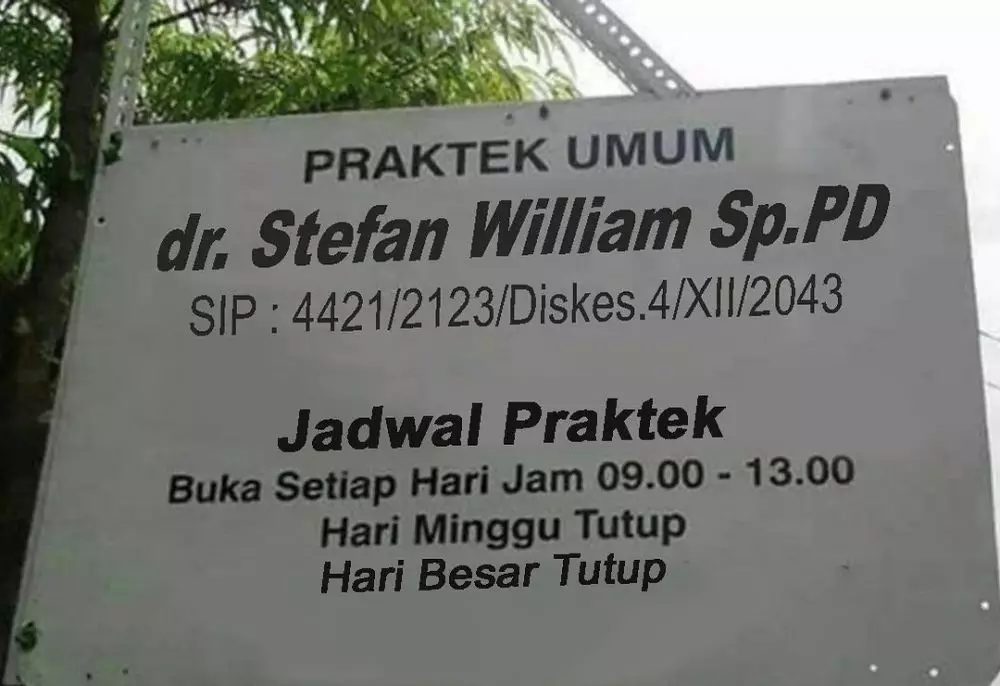 PRAKTEK UMUM
dr. Stefan William Sp.PD
SIP : 4421/2123/Diskes.4/XII/2043
Jadwal Praktek
Buka Setiap Hari Jam 09.00 - 13.00
Hari Minggu Tutup
Hari Besar Tutup